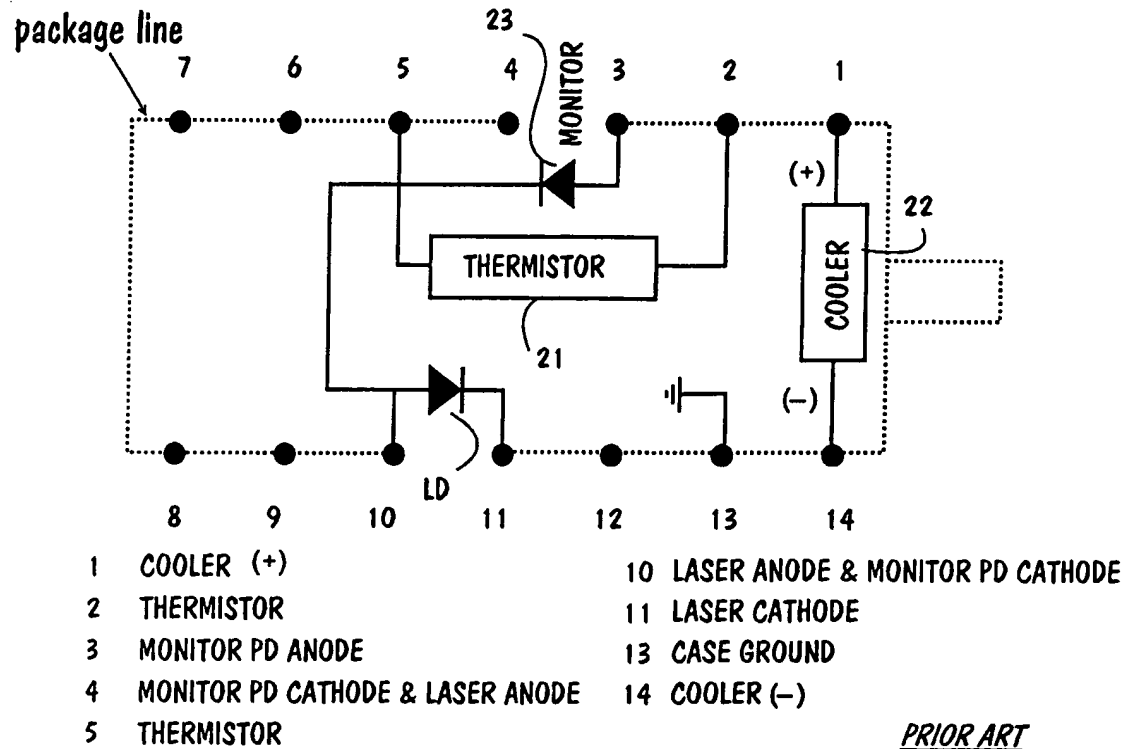 package line
7 6 5 4 3 2 1
23
MONITOR
(+)
22
THERMISTOR
COOLER
21
(–)
LD
8 9 10 11 12 13 14
1 COOLER (+)
2 THERMISTOR
3 MONITOR PD ANODE
4 MONITOR PD CATHODE & LASER ANODE
5 THERMISTOR
10 LASER ANODE & MONITOR PD CATHODE
11 LASER CATHODE
13 CASE GROUND
14 COOLER (–)
PRIOR ART